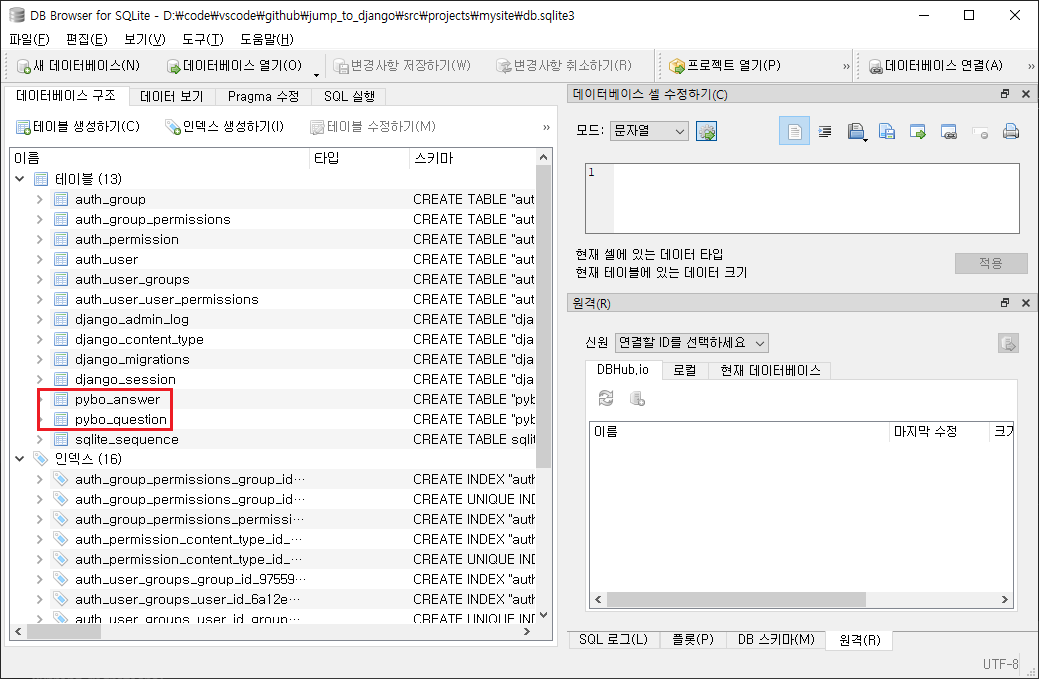 DB Browser for SQLite - D:₩code₩vscode₩github₩jump_to_django₩src₩projects₩mysite₩db.sqlite3
파일(F) 편집(E) 보기(V) 도구(T) 도움말(H)
새 데이터베이스(N) 데이터베이스 열기(O) 변경사항 저장하기(W) 변경사항 취소하기(R) 프로젝트 열기(P) » 데이터베이스 연결(A) »
데이터베이스 구조 데이터 보기 Pragma 수정 SQL 실행
테이블 생성하기(C) 인덱스 생성하기(I) 테이블 수정하기(M) »
이름 타입 스키마
테이블 (13)
auth_group CREATE TABLE "aut
auth_group_permissions CREATE TABLE "aut
auth_permission CREATE TABLE "aut
auth_user CREATE TABLE "aut
auth_user_groups CREATE TABLE "aut
auth_user_user_permissions CREATE TABLE "aut
django_admin_log CREATE TABLE "dja
django_content_type CREATE TABLE "dja
django_migrations CREATE TABLE "dja
django_session CREATE TABLE "dja
pybo_answer CREATE TABLE "pyb
pybo_question CREATE TABLE "pyb
sqlite_sequence CREATE TABLE sqlit
인덱스 (16)
auth_group_permissions_group_id… CREATE INDEX "auth
auth_group_permissions_group_id… CREATE UNIQUE IND
auth_group_permissions_permissi… CREATE INDEX "auth
auth_permission_content_type_id_… CREATE INDEX "auth
auth_permission_content_type_id_… CREATE UNIQUE IND
auth_user_groups_group_id_97559… CREATE INDEX "auth
auth_user_groups_user_id_6a12e… CREATE INDEX "auth
auth_user_groups_user_id_group… CREATE UNIQUE IND
데이터베이스 셀 수정하기(C)
모드: 문자열
1
현재 셀에 있는 데이터 타입
현재 테이블에 있는 데이터 크기
적용
원격(R)
신원 연결할 ID를 선택하세요
DBHub.io 로컬 현재 데이터베이스
이름 마지막 수정 크기
SQL 로그(L) 플롯(P) DB 스키마(M) 원격(R)
UTF-8